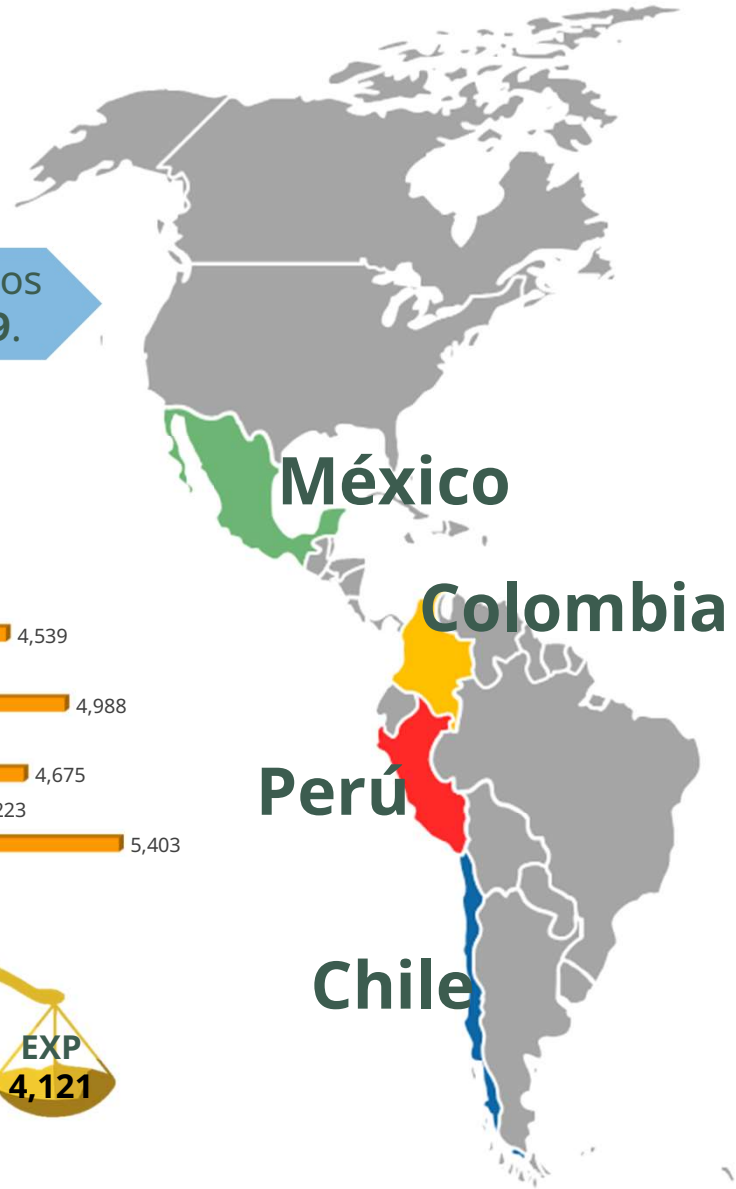 os
9.
México
Colombia
4,539
4,988
Perú
4,675
223
5,403
Chile
EXP
4,121